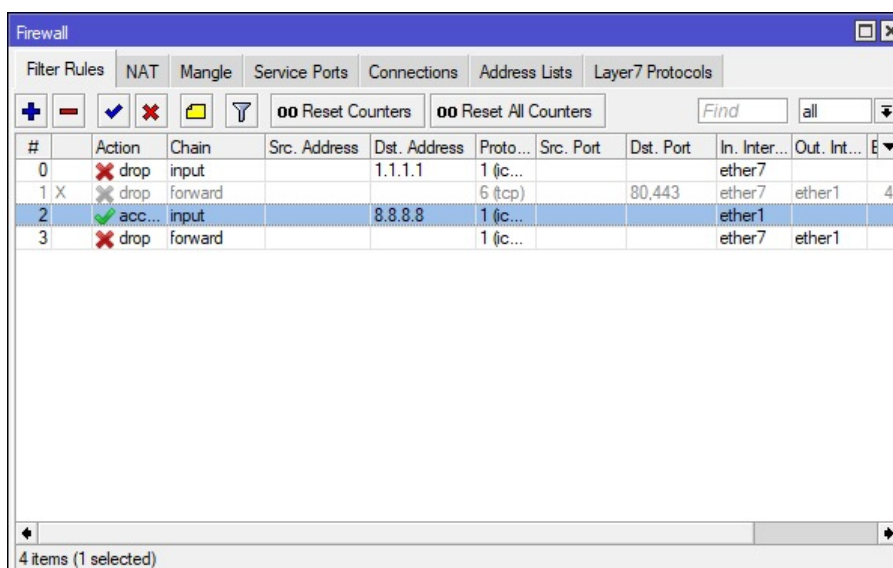 Firewall
Filter Rules NAT Mangle Service Ports Connections Address Lists Layer7 Protocols
00 Reset Counters 00 Reset All Counters Find all
# Action Chain Src. Address Dst. Address Proto... Src. Port Dst. Port In. Inter... Out. Int... B
0 drop input 1.1.1.1 1 (ic... ether7
1 X drop forward 6 (tcp) 80,443 ether7 ether1 4
2 acc... input 8.8.8.8 1 (ic... ether1
3 drop forward 1 (ic... ether7 ether1
4 items (1 selected)